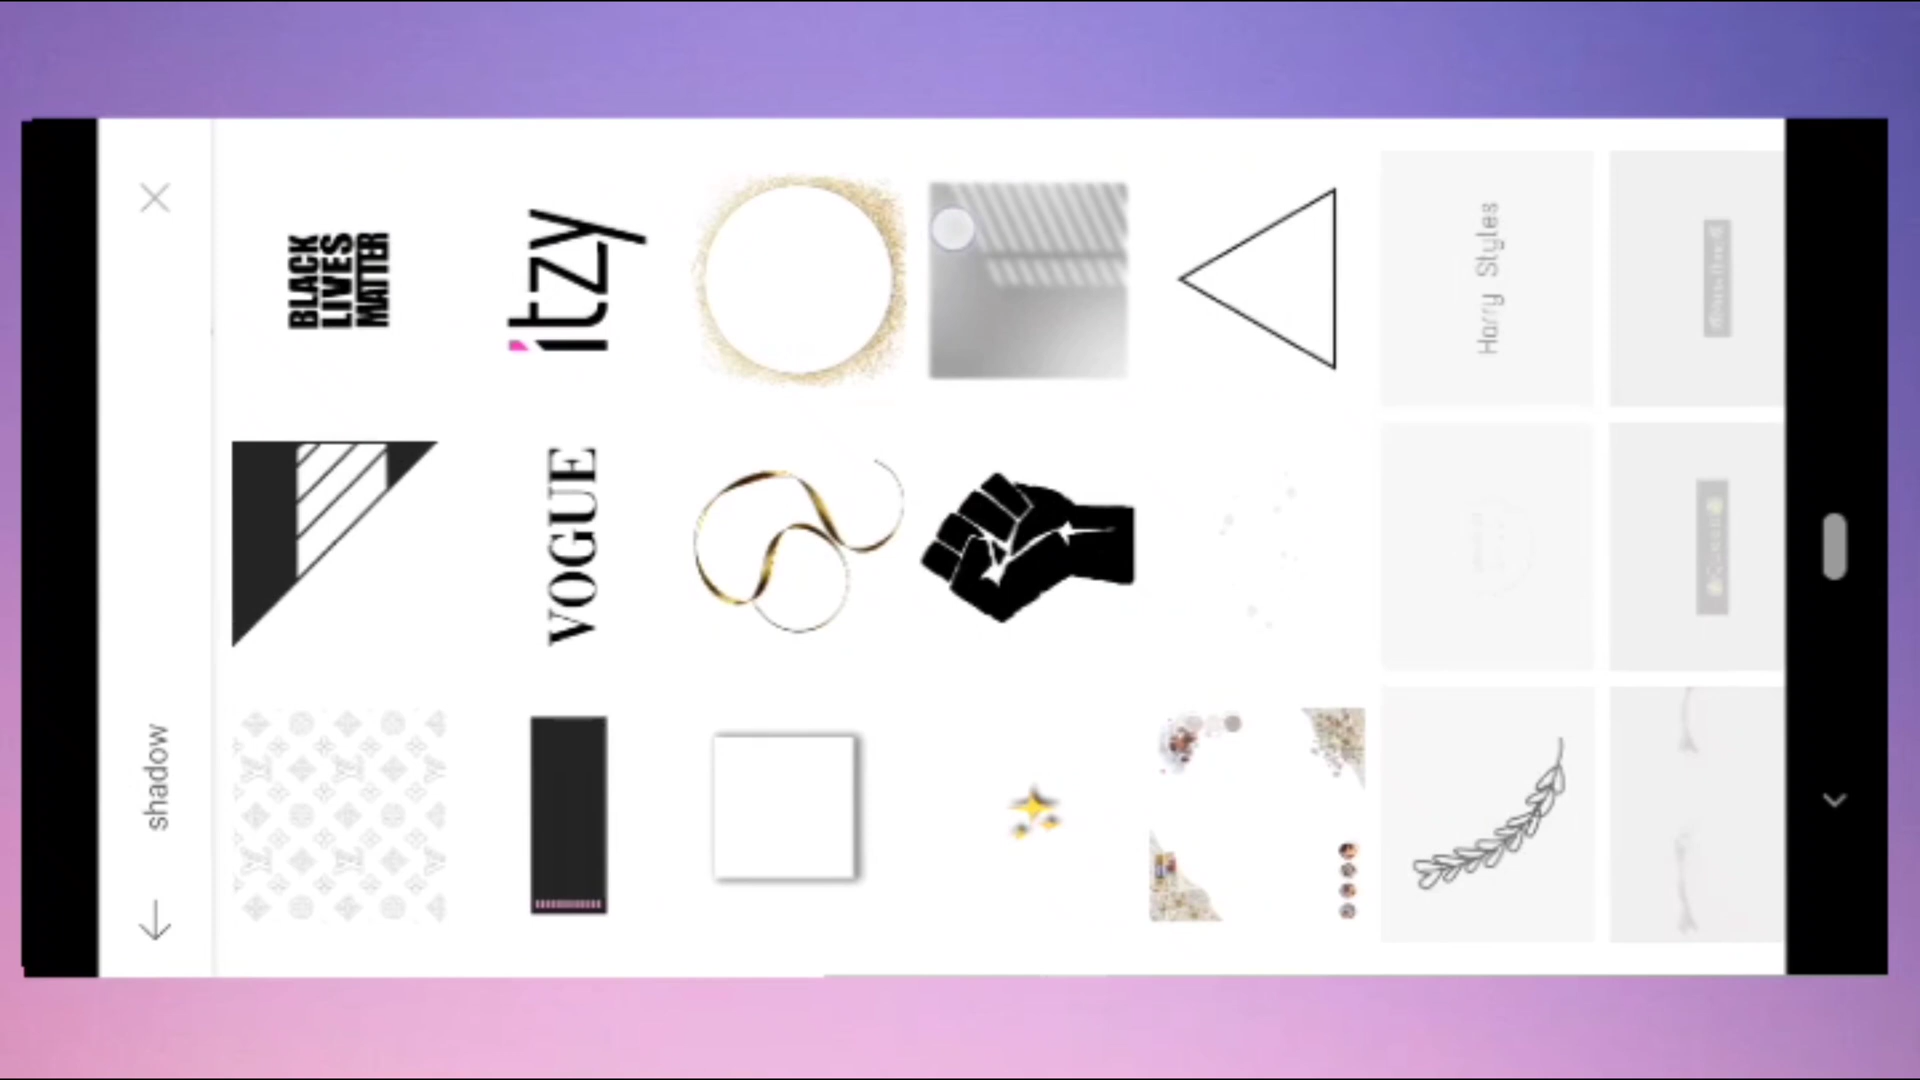 shadow
BLACK
LIVES
MATTER
itzy
VOGUE
Harry Styles